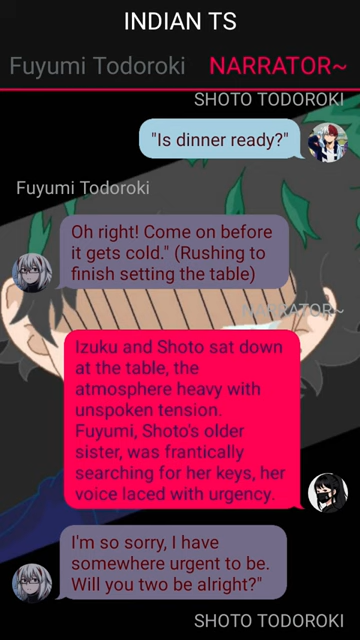 INDIAN TS
Fuyumi Todoroki NARRATOR~
SHOTO TODOROKI
"Is dinner ready?"
Fuyumi Todoroki
Oh right! Come on before
it gets cold." (Rushing to
finish setting the table)
NARRATOR~
Izuku and Shoto sat down
at the table, the
atmosphere heavy with
unspoken tension.
Fuyumi, Shoto's older
sister, was frantically
searching for her keys, her
voice laced with urgency.
I'm so sorry, I have
somewhere urgent to be.
Will you two be alright?"
SHOTO TODOROKI